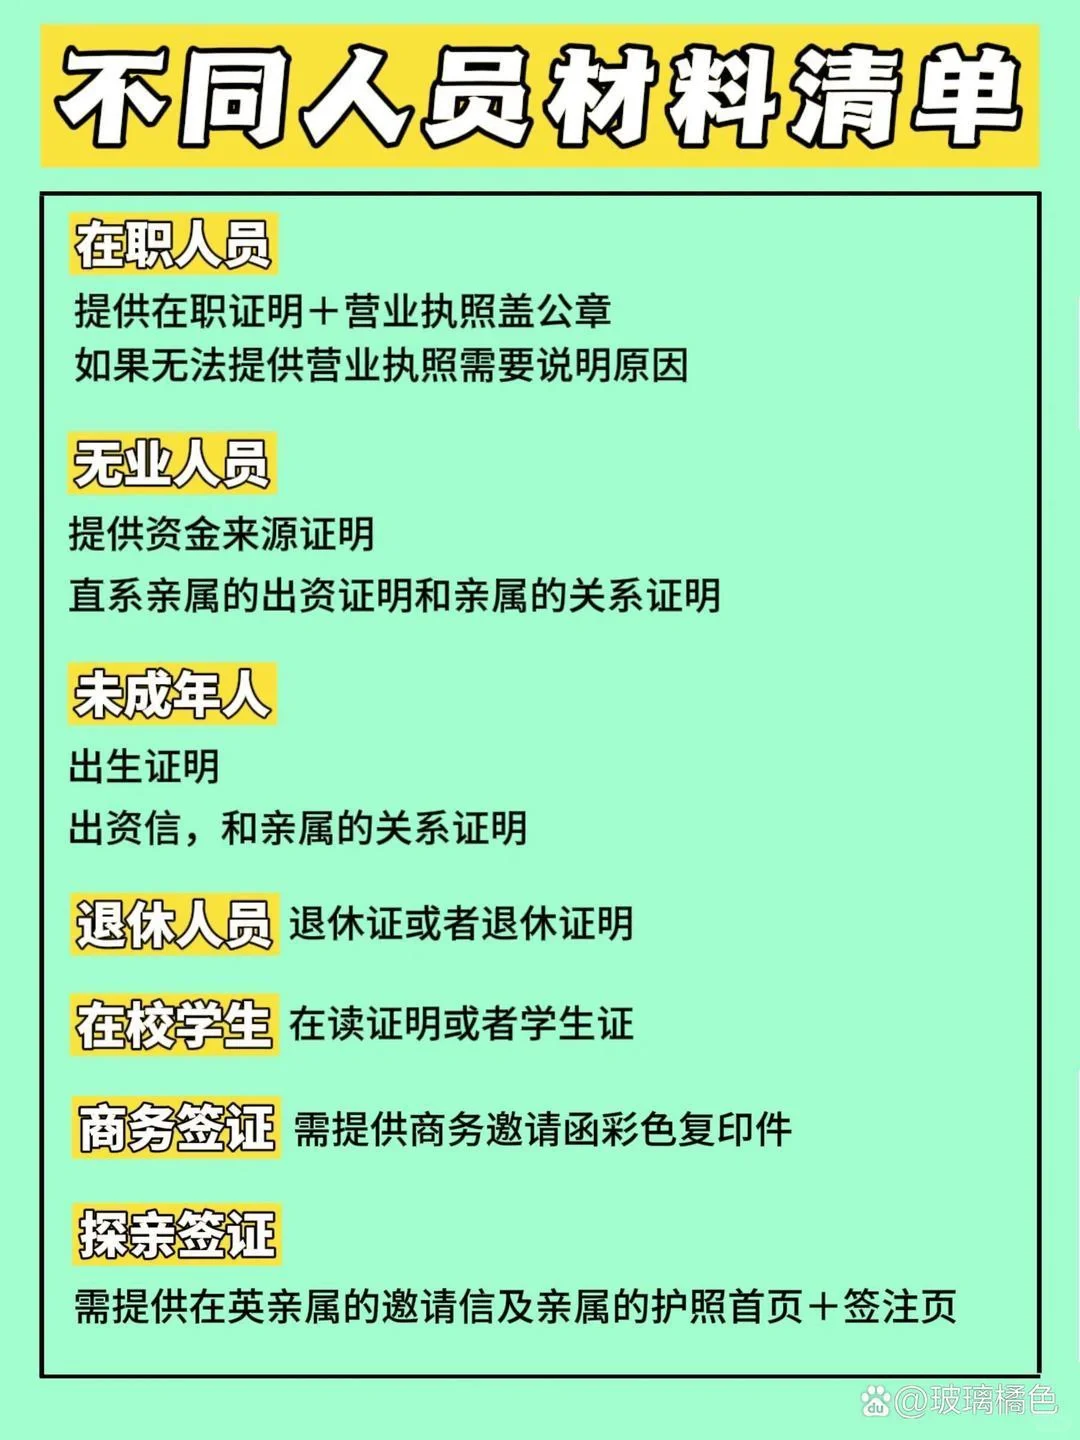 不同人员材料清单
在职人员
提供在职证明＋营业执照盖公章
如果无法提供营业执照需要说明原因
无业人员
提供资金来源证明
直系亲属的出资证明和亲属的关系证明
未成年人
出生证明
出资信，和亲属的关系证明
退休人员 退休证或者退休证明
在校学生 在读证明或者学生证
商务签证 需提供商务邀请函彩色复印件
探亲签证
需提供在英亲属的邀请信及亲属的护照首页＋签注页
du @玻璃橘色